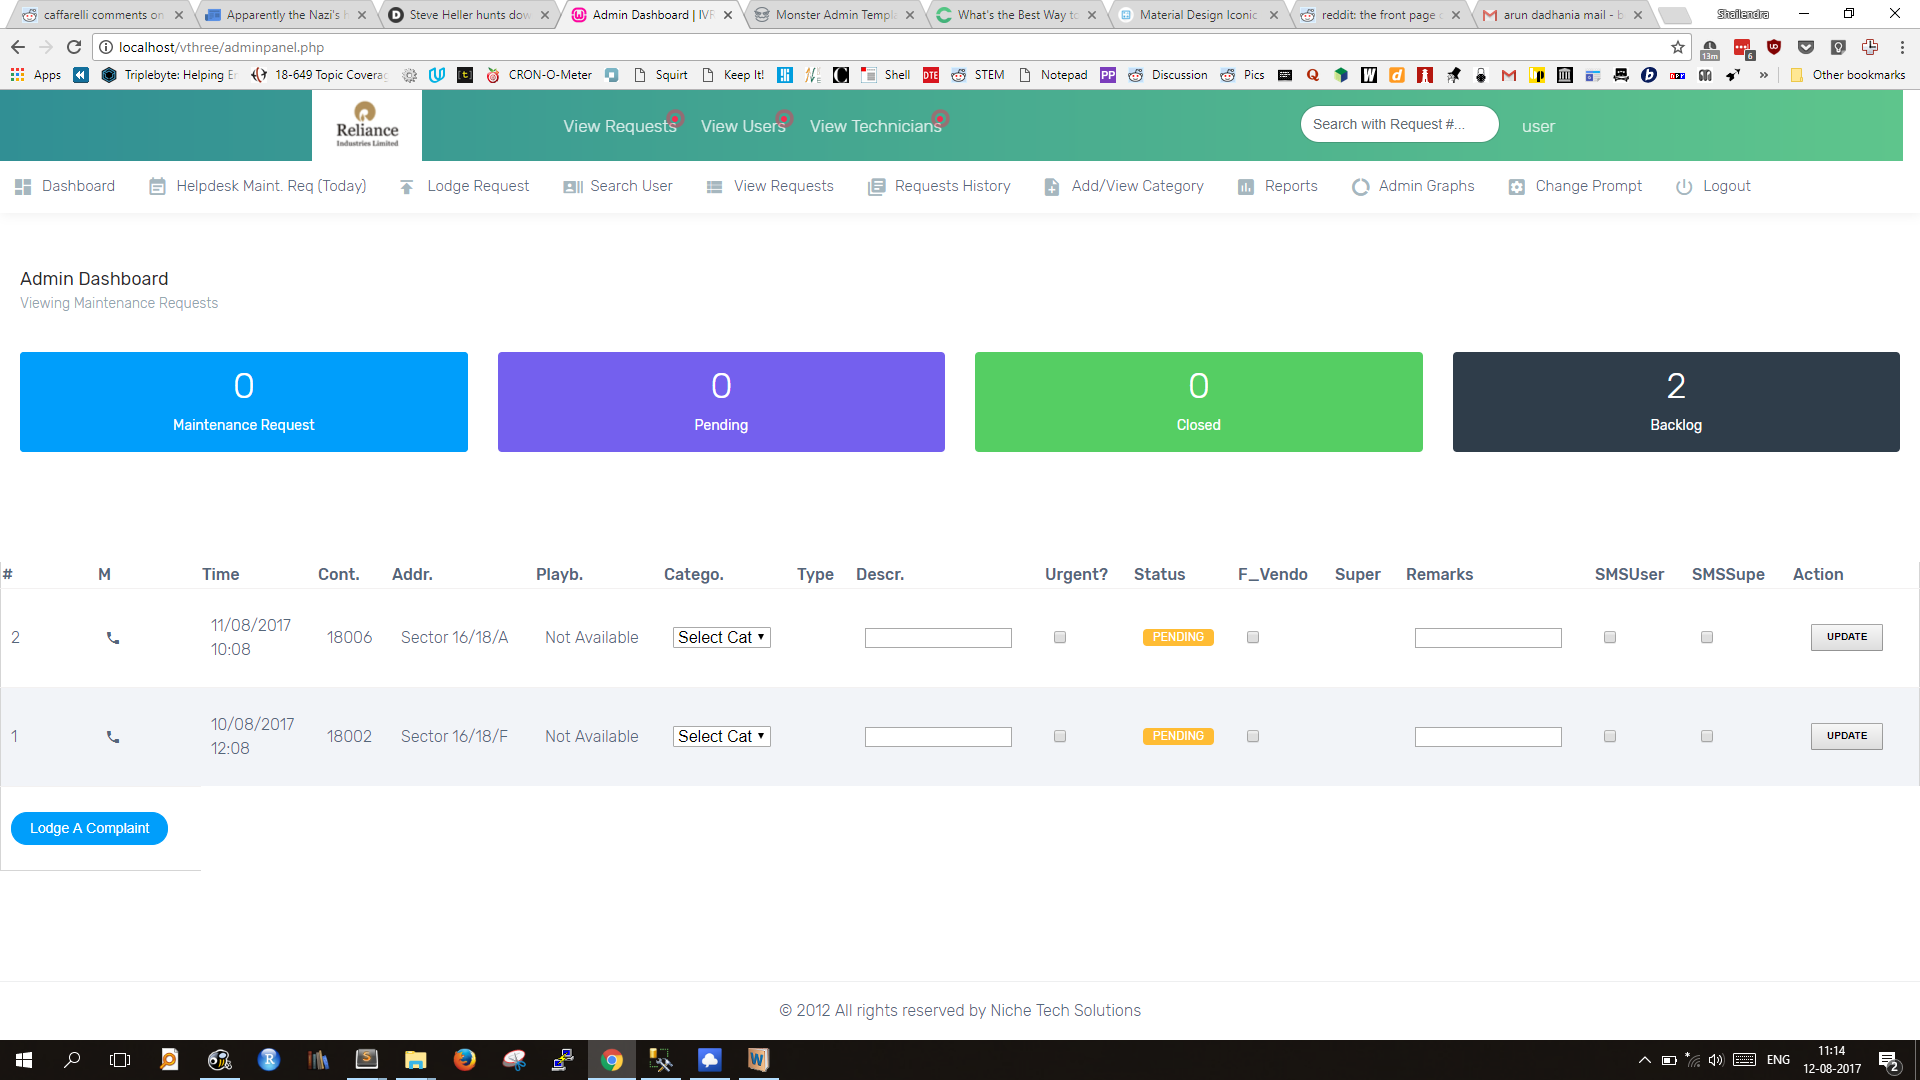 caffarelli comments on
Apparently the Nazi's h
Steve Heller hunts dow
Admin Dashboard | IVR
Monster Admin Templa
What's the Best Way to
Material Design Iconic
reddit: the front page o
arun dadhania mail - b
Shailendra
localhost/vthree/adminpanel.php
13m
6
Apps
Triplebyte: Helping En
18-649 Topic Coverag
CRON-O-Meter
Squirt
Keep It!
Shell
DTE
STEM
Notepad
PP
Discussion
Pics
Other bookmarks
Reliance
Industries Limited
View Requests
View Users
View Technicians
Search with Request #...
user
Dashboard
Helpdesk Maint. Req (Today)
Lodge Request
Search User
View Requests
Requests History
Add/View Category
Reports
Admin Graphs
Change Prompt
Logout
Admin Dashboard
Viewing Maintenance Requests
0
Maintenance Request
0
Pending
0
Closed
2
Backlog
# M Time Cont. Addr. Playb. Catego. Type Descr. Urgent? Status F_Vendo Super Remarks SMSUser SMSSupe Action
2 11/08/2017 10:08 18006 Sector 16/18/A Not Available Select Cat PENDING UPDATE
1 10/08/2017 12:08 18002 Sector 16/18/F Not Available Select Cat PENDING UPDATE
Lodge A Complaint
© 2012 All rights reserved by Niche Tech Solutions
ENG
11:14
12-08-2017
2